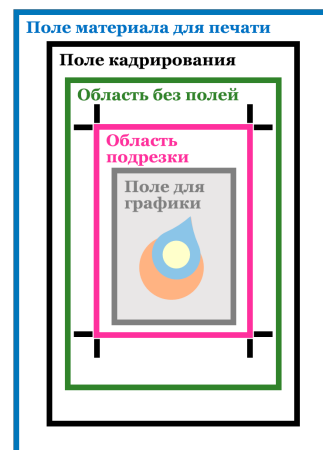 Поле материала для печати
Поле кадрирования
Область без полей
Область
подрезки
Поле для
графики